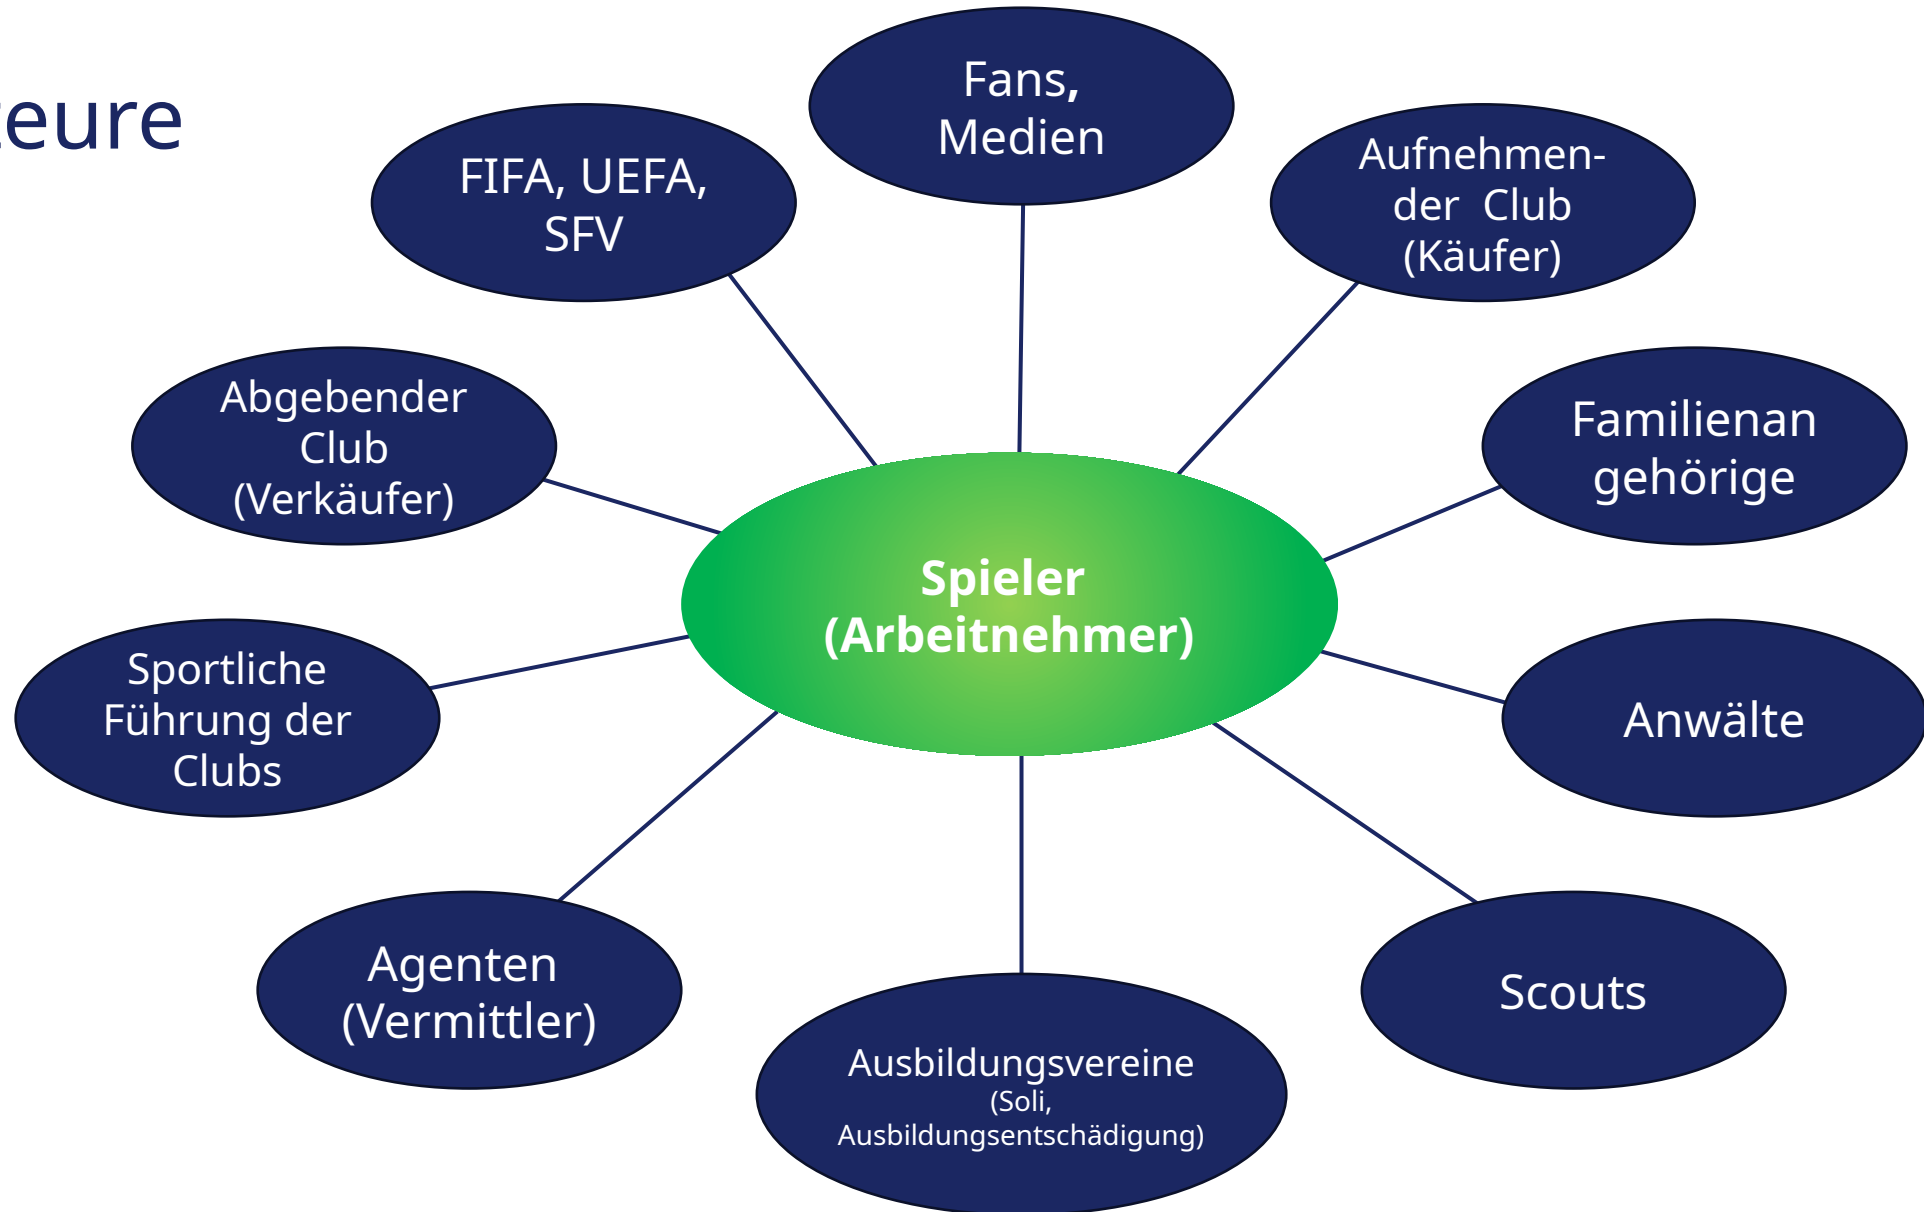 teure
Fans,
Medien
FIFA, UEFA,
SFV
Aufnehmen-
der Club
(Käufer)
Abgebender
Club
(Verkäufer)
Familienan
gehörige
Spieler
(Arbeitnehmer)
Sportliche
Führung der
Clubs
Anwälte
Agenten
(Vermittler)
Scouts
Ausbildungsvereine
(Soli,
Ausbildungsentschädigung)